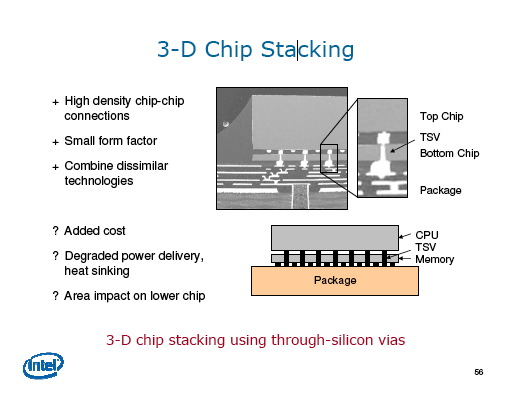 3-D Chip Stacking
+ High density chip-chip
connections
+ Small form factor
+ Combine dissimilar
technologies
Top Chip
TSV
Bottom Chip
Package
? Added cost
? Degraded power delivery,
heat sinking
? Area impact on lower chip
CPU
TSV
Memory
Package
3-D chip stacking using through-silicon vias
intel
56